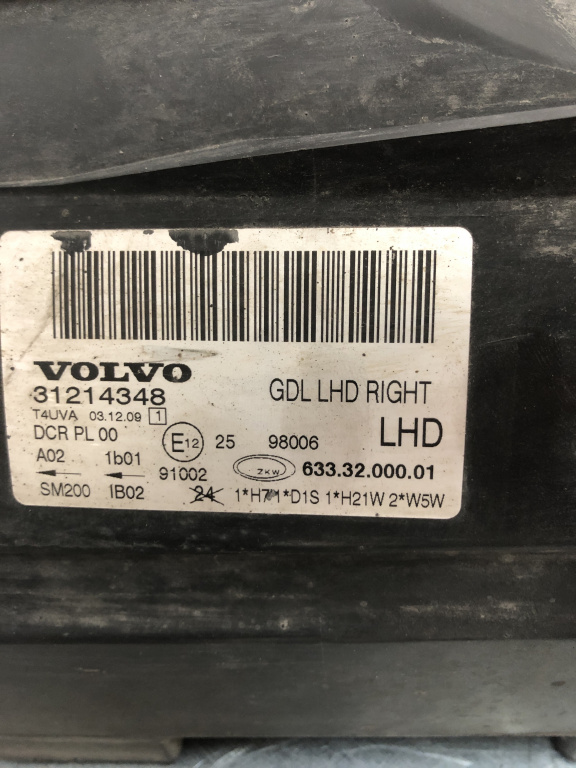 VOLVO
31214348 GDL LHD RIGHT
T4UVA 03.12.09 1
DCR PL 00 E12 25 98006 LHD
A02 1b01 91002 ZKW 633.32.000.01
SM200 IB02 24 1*H7 1*D1S 1*H21W 2*W5W